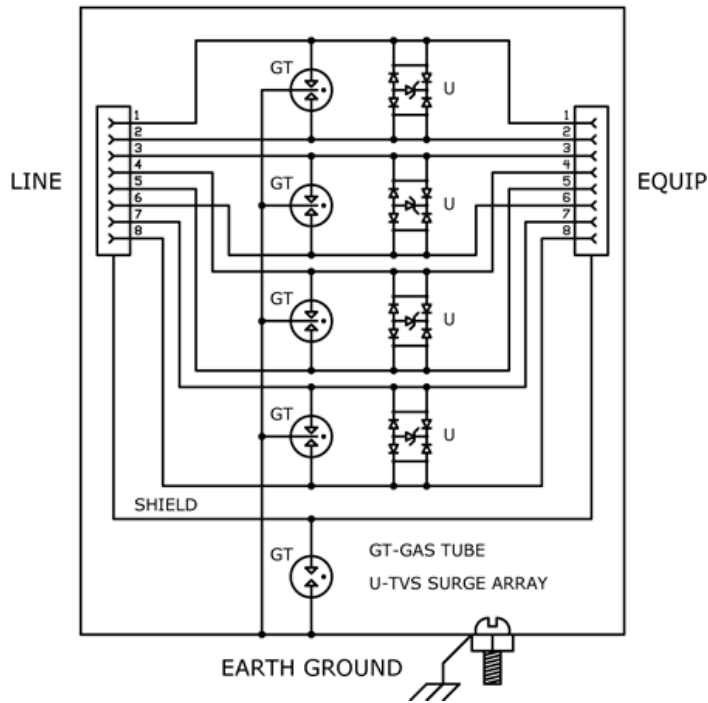 GT
U
1
2
3
4
5
6
7
8
LINE
GT
U
1
2
3
4
5
6
7
8
EQUIP
GT
U
GT
U
SHIELD
GT
GT-GAS TUBE
U-TVS SURGE ARRAY
EARTH GROUND